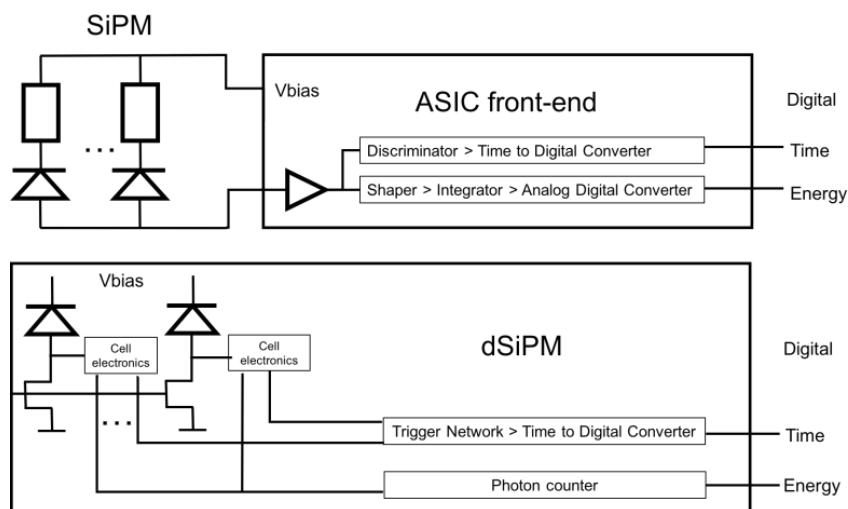 SiPM
Vbias
ASIC front-end
Digital
Discriminator > Time to Digital Converter
Time
Shaper > Integrator > Analog Digital Converter
Energy
Vbias
Cell
electronics
Cell
electronics
dSiPM
Digital
Trigger Network > Time to Digital Converter
Time
Photon counter
Energy